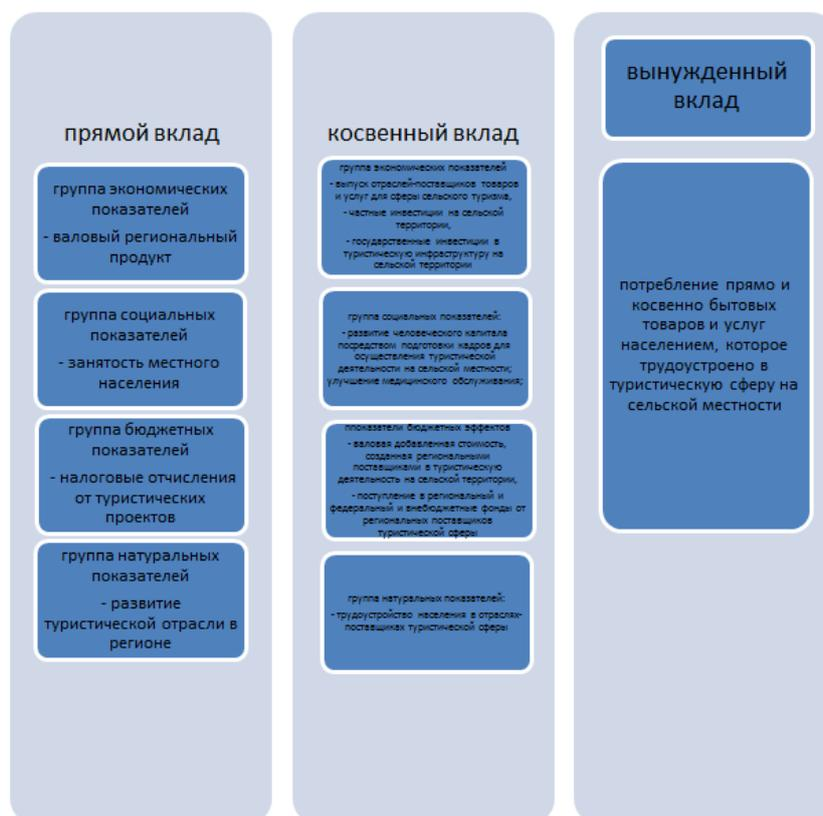 прямой вклад
группа экономических
показателей
- валовый региональный
продукт
группа социальных
показателей
- занятость местного
населения
группа бюджетных
показателей
- налоговые отчисления
от туристических
проектов
группа натуральных
показателей
- развитие
туристической отрасли в
регионе
косвенный вклад
группа экономических показателей
- выпуск отраслей-поставщиков товаров
и услуг для сферы сельского туризма,
- частные инвестиции на сельской
территории,
- государственные инвестиции в
туристическую инфраструктуру на
сельской территории
группа социальных показателей:
- развитие человеческого капитала
посредством подготовки кадров для
осуществления туристической
деятельности на сельской местности;
улучшение медицинского обслуживания;
ппоказатели бюджетных эффектов
- валовая добавленная стоимость,
созданная региональными
поставщиками в туристическую
деятельность на сельской территории,
- поступление в региональный и
федеральный и внебюджетные фонды от
региональных поставщиков
туристической сферы
группа натуральных показателей:
- трудоустройство населения в отраслях-
поставщиках туристической сферы
вынужденный
вклад
потребление прямо и
косвенно бытовых
товаров и услуг
населением, которое
трудоустроено в
туристическую сферу на
сельской местности